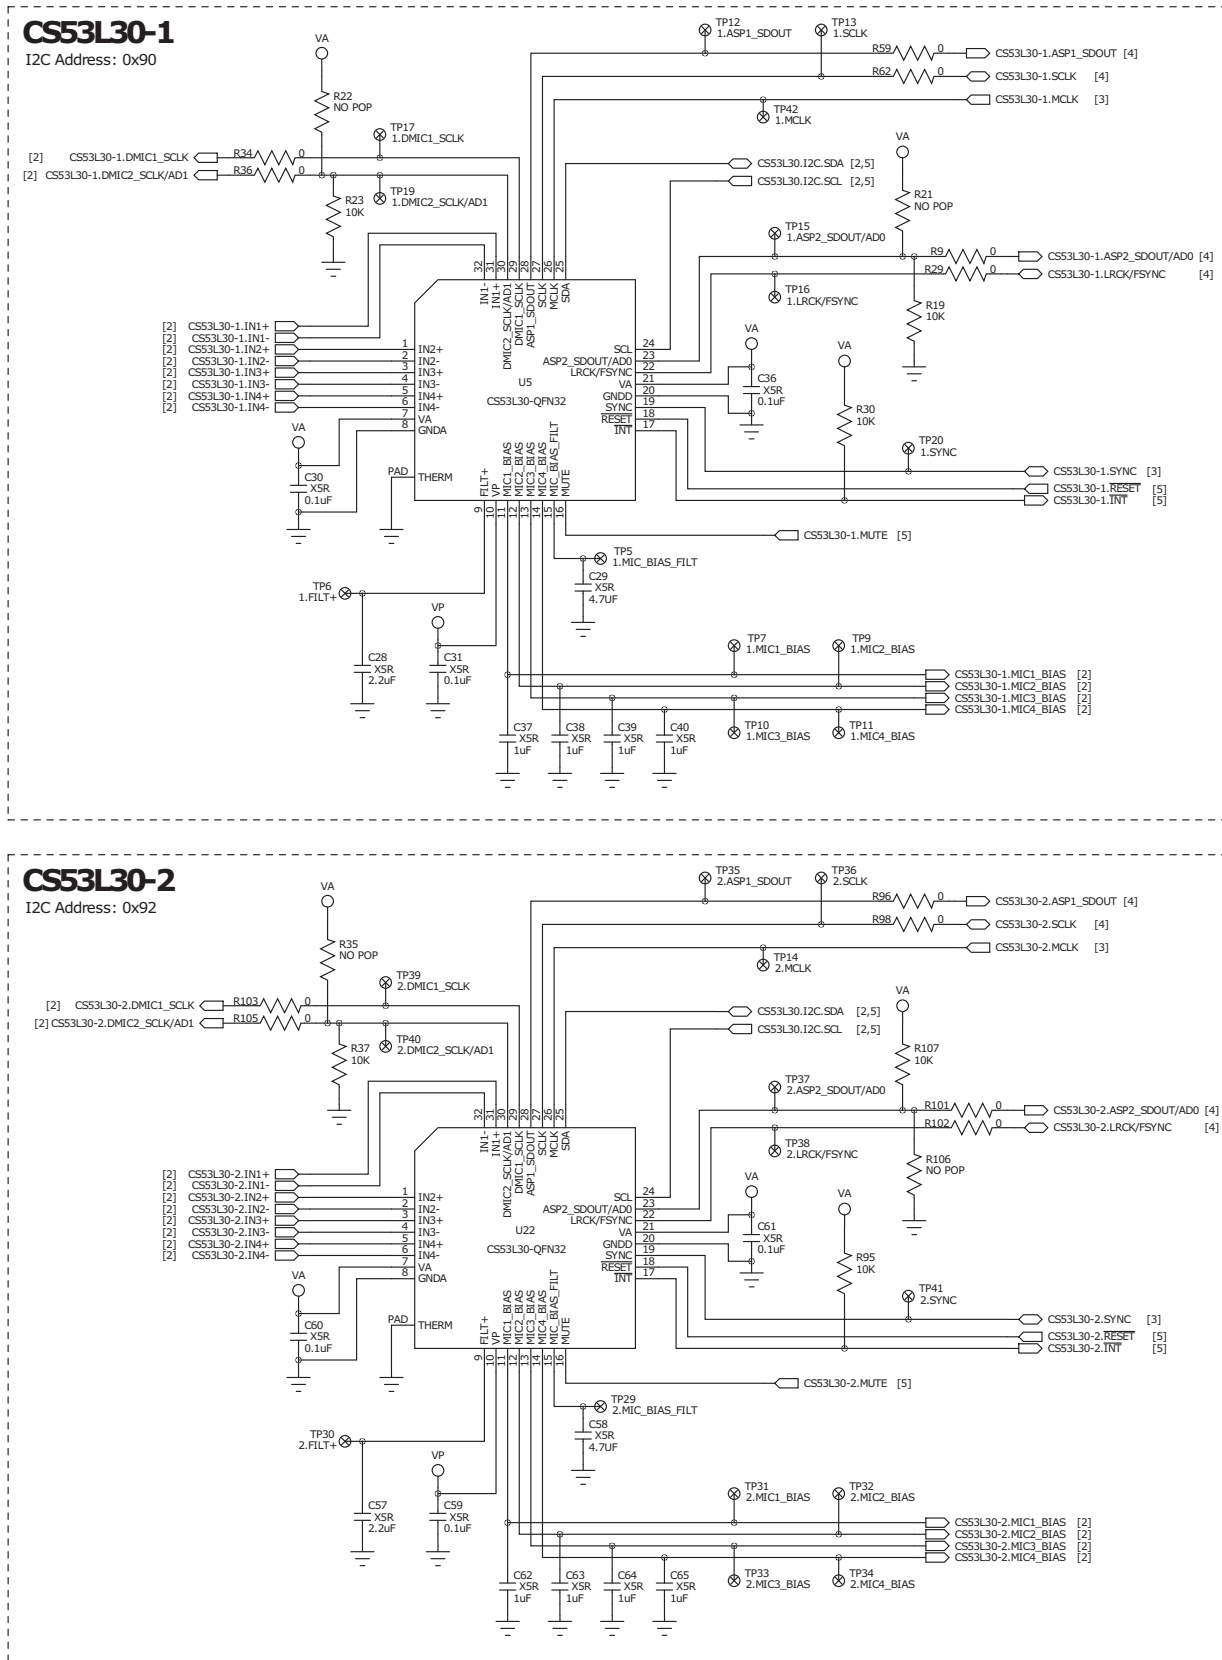 CS53L30-1
I2C Address: 0x90
VA
R22
NO POP
TP17
1.DMIC1_SCLK
[2] CS53L30-1.DMIC1_SCLK R34 0
[2] CS53L30-1.DMIC2_SCLK/AD1 R36 0
R23
10K
TP19
1.DMIC2_SCLK/AD1
TP12
1.ASP1_SDOUT
TP13
1.SCLK
R59 0 CS53L30-1.ASP1_SDOUT [4]
R62 0 CS53L30-1.SCLK [4]
CS53L30-1.MCLK [3]
TP42
1.MCLK
CS53L30.I2C.SDA [2,5]
CS53L30.I2C.SCL [2,5]
VA
R21
NO POP
TP15
1.ASP2_SDOUT/AD0
R9 0 CS53L30-1.ASP2_SDOUT/AD0 [4]
R29 0 CS53L30-1.LRCK/FSYNC [4]
TP16
1.LRCK/FSYNC
R19
10K
32 31 30 29 28 27 26 25
IN1- IN1+ DMIC2_SCLK/AD1 DMIC1_SCLK ASP1_SDOUT SCLK MCLK SDA
[2] CS53L30-1.IN1+
[2] CS53L30-1.IN1-
[2] CS53L30-1.IN2+ 1 IN2+
[2] CS53L30-1.IN2- 2 IN2-
[2] CS53L30-1.IN3+ 3 IN3+
[2] CS53L30-1.IN3- 4 IN3-
[2] CS53L30-1.IN4+ 5 IN4+
[2] CS53L30-1.IN4- 6 IN4-
7 VA
8 GNDA
PAD THERM
U5
CS53L30-QFN32
SCL 24
ASP2_SDOUT/AD0 23
LRCK/FSYNC 22
VA 21
GNDD 20
SYNC 19
RESET 18
INT 17
VA
C36
X5R
0.1uF
VA
R30
10K
TP20
1.SYNC
CS53L30-1.SYNC [3]
CS53L30-1.RESET [5]
CS53L30-1.INT [5]
VA
C30
X5R
0.1uF
FILT+ VP MIC1_BIAS MIC2_BIAS MIC3_BIAS MIC4_BIAS MIC_BIAS_FILT MUTE
9 10 11 12 13 14 15 16
CS53L30-1.MUTE [5]
TP5
1.MIC_BIAS_FILT
C29
X5R
4.7UF
TP6
1.FILT+
VP
C28
X5R
2.2uF
C31
X5R
0.1uF
TP7
1.MIC1_BIAS
TP9
1.MIC2_BIAS
CS53L30-1.MIC1_BIAS [2]
CS53L30-1.MIC2_BIAS [2]
CS53L30-1.MIC3_BIAS [2]
CS53L30-1.MIC4_BIAS [2]
TP10
1.MIC3_BIAS
TP11
1.MIC4_BIAS
C37
X5R
1uF
C38
X5R
1uF
C39
X5R
1uF
C40
X5R
1uF
CS53L30-2
I2C Address: 0x92
VA
R35
NO POP
TP39
2.DMIC1_SCLK
[2] CS53L30-2.DMIC1_SCLK R103 0
[2] CS53L30-2.DMIC2_SCLK/AD1 R105 0
R37
10K
TP40
2.DMIC2_SCLK/AD1
TP35
2.ASP1_SDOUT
TP36
2.SCLK
R96 0 CS53L30-2.ASP1_SDOUT [4]
R98 0 CS53L30-2.SCLK [4]
CS53L30-2.MCLK [3]
TP14
2.MCLK
CS53L30.I2C.SDA [2,5]
CS53L30.I2C.SCL [2,5]
VA
R107
10K
TP37
2.ASP2_SDOUT/AD0
R101 0 CS53L30-2.ASP2_SDOUT/AD0 [4]
R102 0 CS53L30-2.LRCK/FSYNC [4]
TP38
2.LRCK/FSYNC
R106
NO POP
32 31 30 29 28 27 26 25
IN1- IN1+ DMIC2_SCLK/AD1 DMIC1_SCLK ASP1_SDOUT SCLK MCLK SDA
[2] CS53L30-2.IN1+
[2] CS53L30-2.IN1-
[2] CS53L30-2.IN2+ 1 IN2+
[2] CS53L30-2.IN2- 2 IN2-
[2] CS53L30-2.IN3+ 3 IN3+
[2] CS53L30-2.IN3- 4 IN3-
[2] CS53L30-2.IN4+ 5 IN4+
[2] CS53L30-2.IN4- 6 IN4-
7 VA
8 GNDA
PAD THERM
U22
CS53L30-QFN32
SCL 24
ASP2_SDOUT/AD0 23
LRCK/FSYNC 22
VA 21
GNDD 20
SYNC 19
RESET 18
INT 17
VA
C61
X5R
0.1uF
VA
R95
10K
TP41
2.SYNC
CS53L30-2.SYNC [3]
CS53L30-2.RESET [5]
CS53L30-2.INT [5]
VA
C60
X5R
0.1uF
FILT+ VP MIC1_BIAS MIC2_BIAS MIC3_BIAS MIC4_BIAS MIC_BIAS_FILT MUTE
9 10 11 12 13 14 15 16
CS53L30-2.MUTE [5]
TP29
2.MIC_BIAS_FILT
C58
X5R
4.7UF
TP30
2.FILT+
VP
C57
X5R
2.2uF
C59
X5R
0.1uF
TP31
2.MIC1_BIAS
TP32
2.MIC2_BIAS
CS53L30-2.MIC1_BIAS [2]
CS53L30-2.MIC2_BIAS [2]
CS53L30-2.MIC3_BIAS [2]
CS53L30-2.MIC4_BIAS [2]
TP33
2.MIC3_BIAS
TP34
2.MIC4_BIAS
C62
X5R
1uF
C63
X5R
1uF
C64
X5R
1uF
C65
X5R
1uF